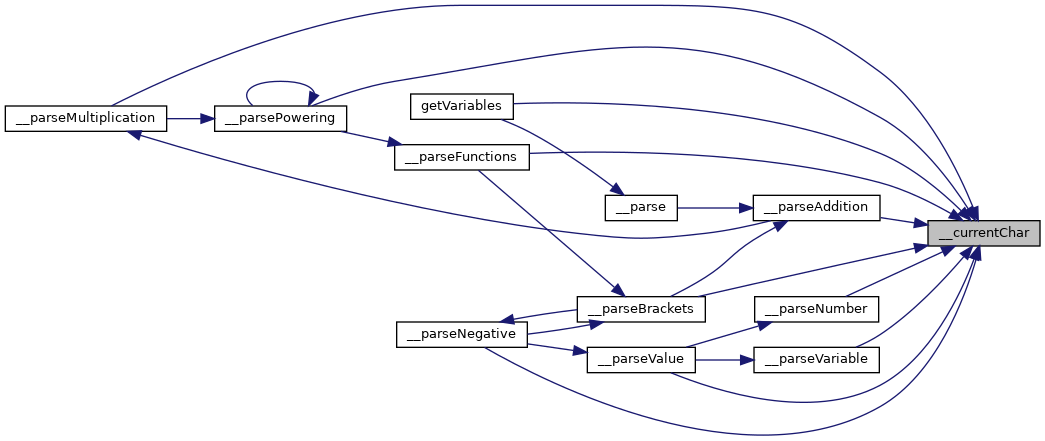 __parseMultiplication
__parsePowering
getVariables
__parseFunctions
__parse
__parseAddition
__currentChar
__parseBrackets
__parseNumber
__parseNegative
__parseValue
__parseVariable